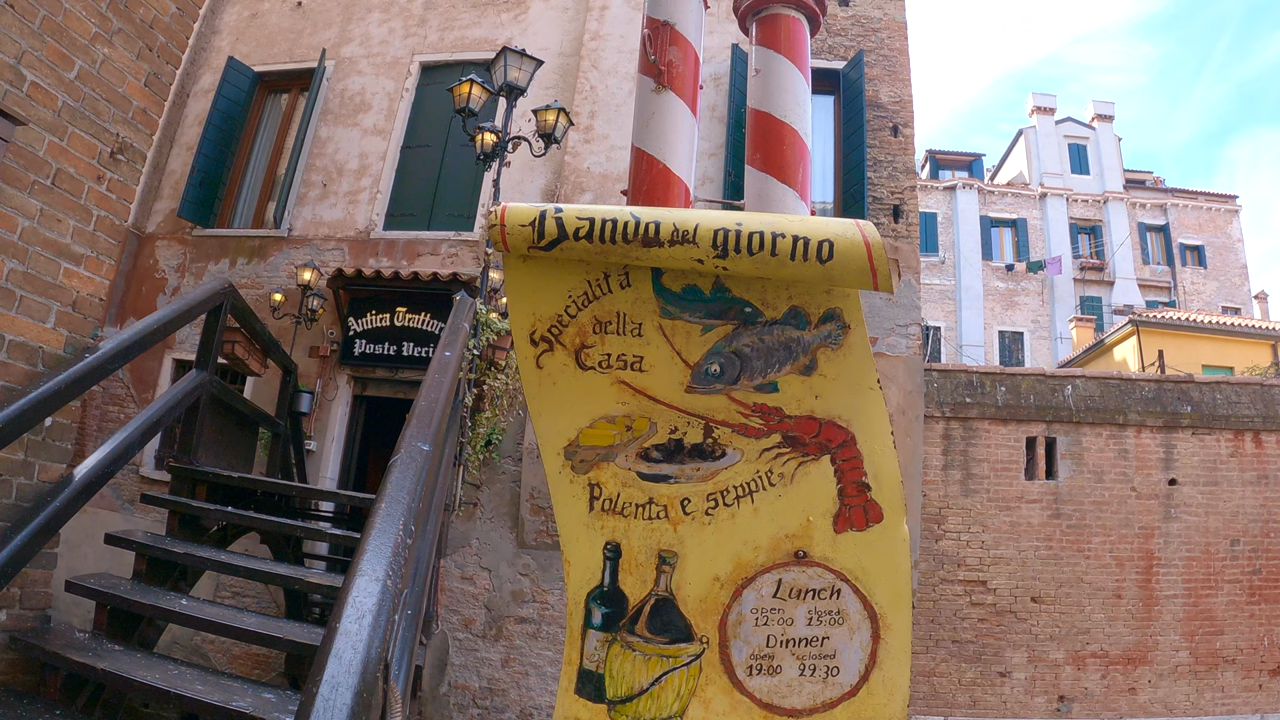 Bando del giorno
Specialitá
della
Casa
Antica Trattor
Poste Veci
Polenta e seppie
Lunch
open closed
12:00 15:00
Dinner
open closed
19:00 22:30